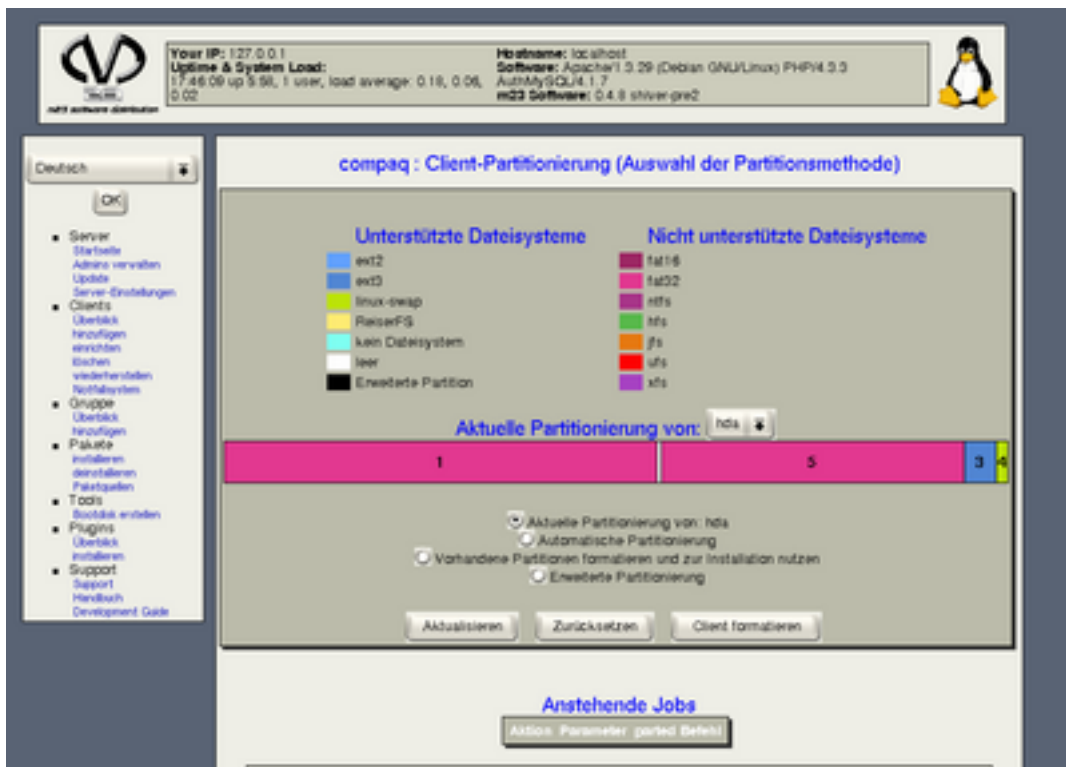 Your IP: 127.0.0.1
Uptime & System Load:
17:46:09 up 5:58, 1 user, load average: 0.18, 0.06,
0.02
Hostname: localhost
Software: Apache/1.3.29 (Debian GNU/Linux) PHP/4.3.3
AuthMySQL/4.1.7
m23 Software: 0.4.8 shiver-pre2
m23 software distribution
Deutsch
OK
Server
Startseite
Admins verwalten
Update
Server-Einstellungen
Clients
Überblick
hinzufügen
einrichten
löschen
wiederherstellen
Notfallsystem
Gruppe
Überblick
hinzufügen
Pakete
installieren
deinstallieren
Paketquellen
Tools
Bootdisk erstellen
Plugins
Überblick
installieren
Support
Support
Handbuch
Development Guide
compaq : Client-Partitionierung (Auswahl der Partitionsmethode)
Unterstützte Dateisysteme
ext2
ext3
linux-swap
ReiserFS
kein Dateisystem
leer
Erweiterte Partition
Nicht unterstützte Dateisysteme
fat16
fat32
ntfs
hfs
jfs
ufs
xfs
Aktuelle Partitionierung von: hda
1 5 3 4
Aktuelle Partitionierung von: hda
Automatische Partitionierung
Vorhandene Partitionen formatieren und zur Installation nutzen
Erweiterte Partitionierung
Aktualisieren Zurücksetzen Client formatieren
Anstehende Jobs
Aktion Parameter parted Befehl